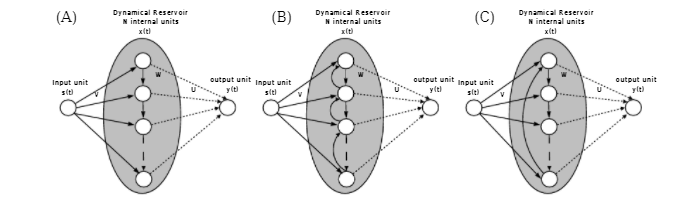 (A)
Dynamical Reservoir
N internal units
x(t)
Input unit
s(t)
V
W
U
output unit
y(t)
(B)
Dynamical Reservoir
N internal units
x(t)
Input unit
s(t)
V
W
U
output unit
y(t)
(C)
Dynamical Reservoir
N internal units
x(t)
Input unit
s(t)
V
W
U
output unit
y(t)